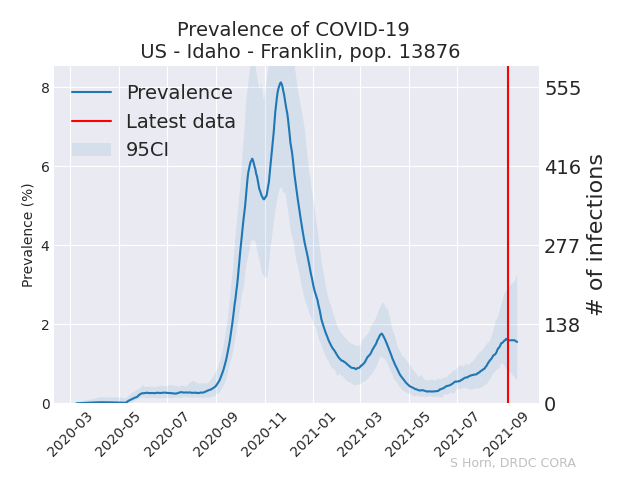 Prevalence of COVID-19
US - Idaho - Franklin, pop. 13876
Prevalence
Latest data
95CI
Prevalence (%)
8
6
4
2
0
555
416
277
138
0
# of infections
2020-03
2020-05
2020-07
2020-09
2020-11
2021-01
2021-03
2021-05
2021-07
2021-09
S Horn, DRDC CORA